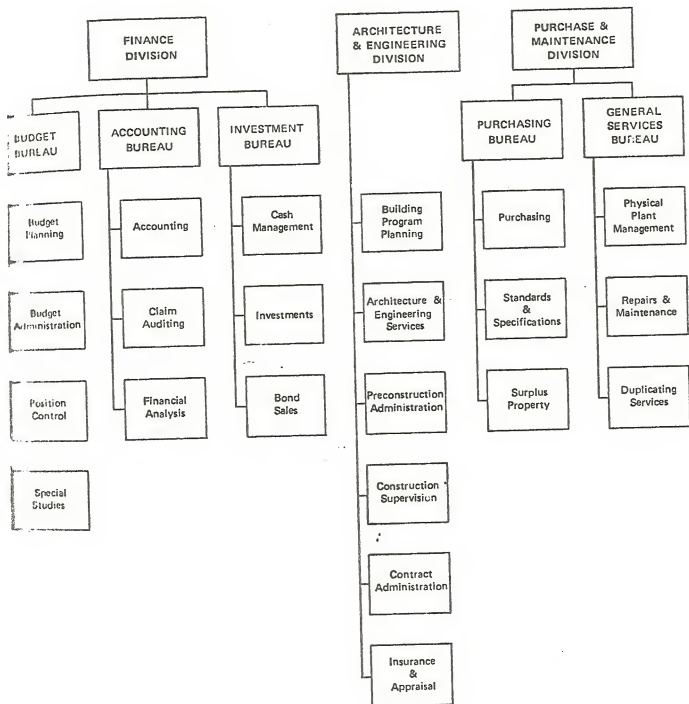 FINANCE
DIVISION
BUDGET
BUREAU
Budget
Planning
Budget
Administration
Position
Control
Special
Studies
ACCOUNTING
BUREAU
Accounting
Claim
Auditing
Financial
Analysis
INVESTMENT
BUREAU
Cash
Management
Investments
Bond
Sales
ARCHITECTURE
& ENGINEERING
DIVISION
Building
Program
Planning
Architecture &
Engineering
Services
Preconstruction
Administration
Construction
Supervision
Contract
Administration
Insurance
&
Appraisal
PURCHASE &
MAINTENANCE
DIVISION
PURCHASING
BUREAU
Purchasing
Standards
&
Specifications
Surplus
Property
GENERAL
SERVICES
BUREAU
Physical
Plant
Management
Repairs &
Maintenance
Duplicating
Services